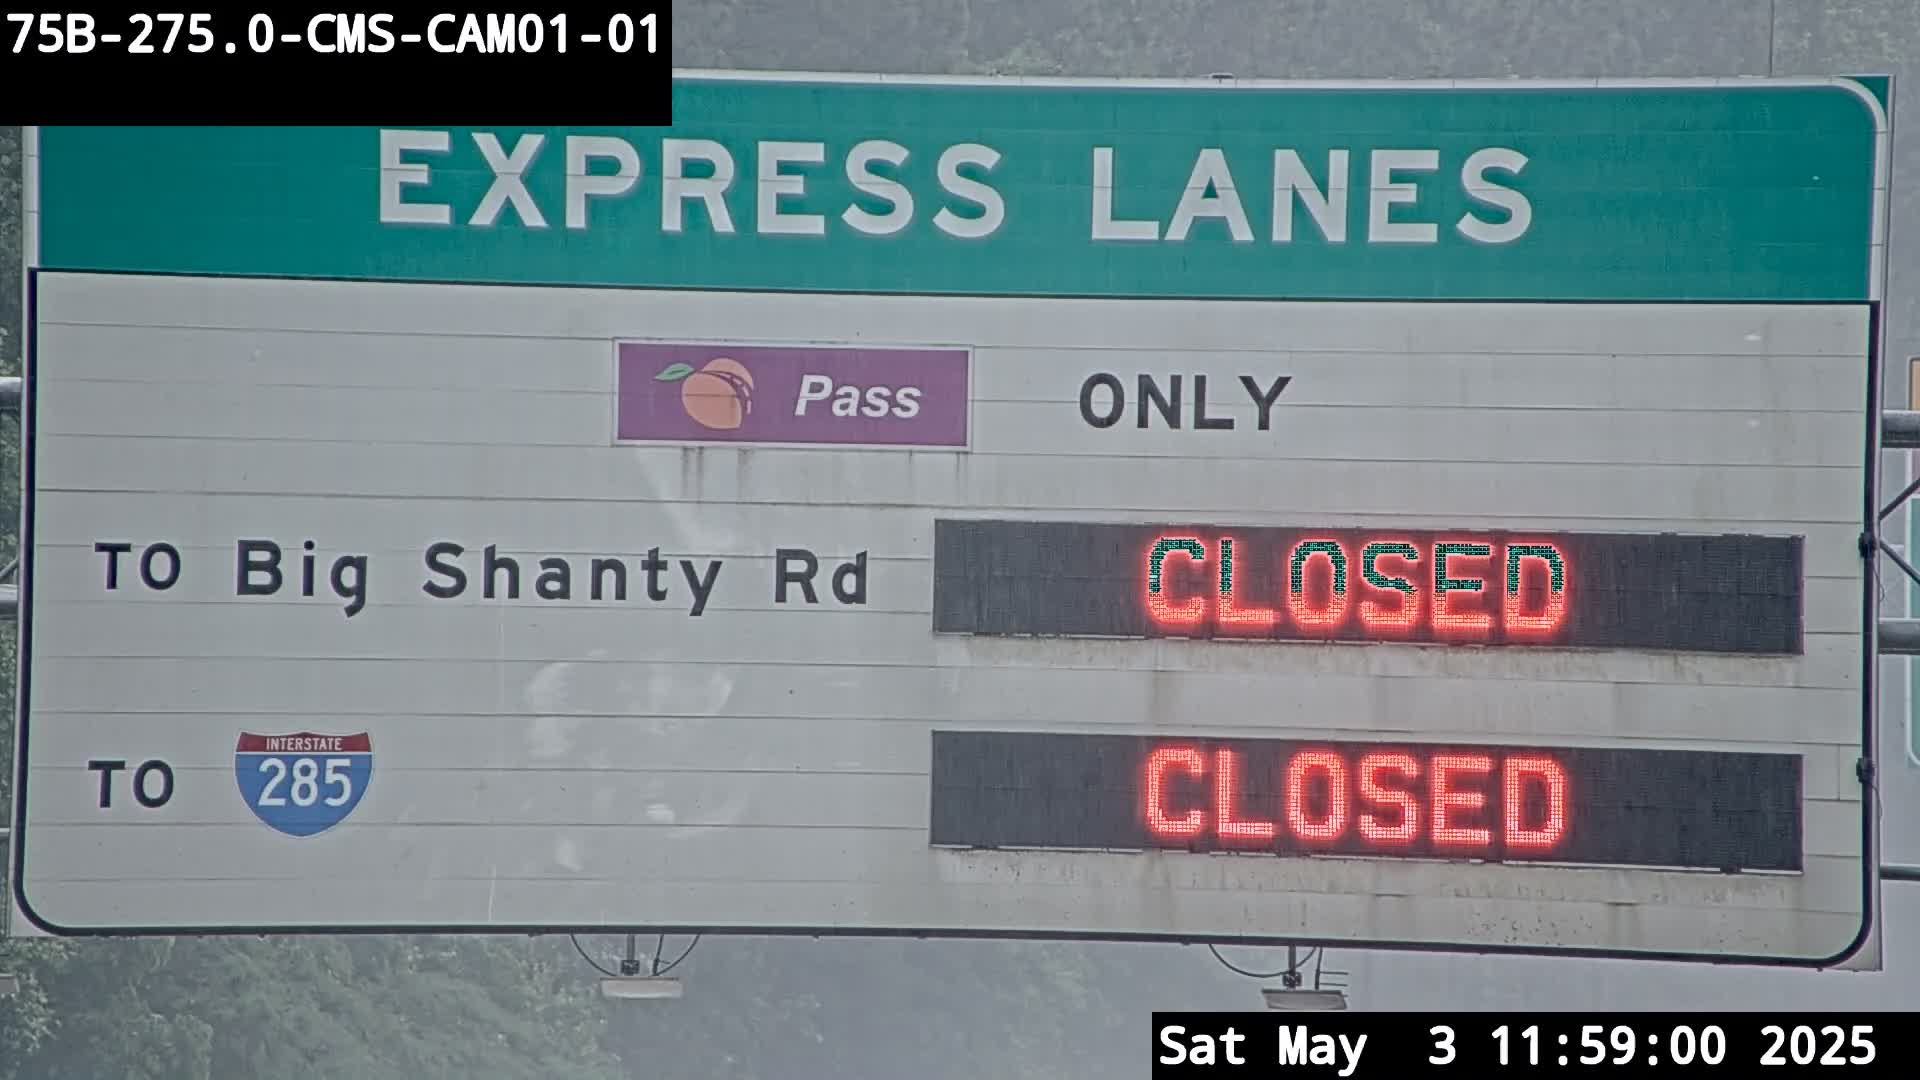 75B-275.0-CMS-CAM01-01
EXPRESS LANES
Pass ONLY
TO Big Shanty Rd CLOSED
INTERSTATE
TO 285 CLOSED
Sat May 3 11:59:00 2025